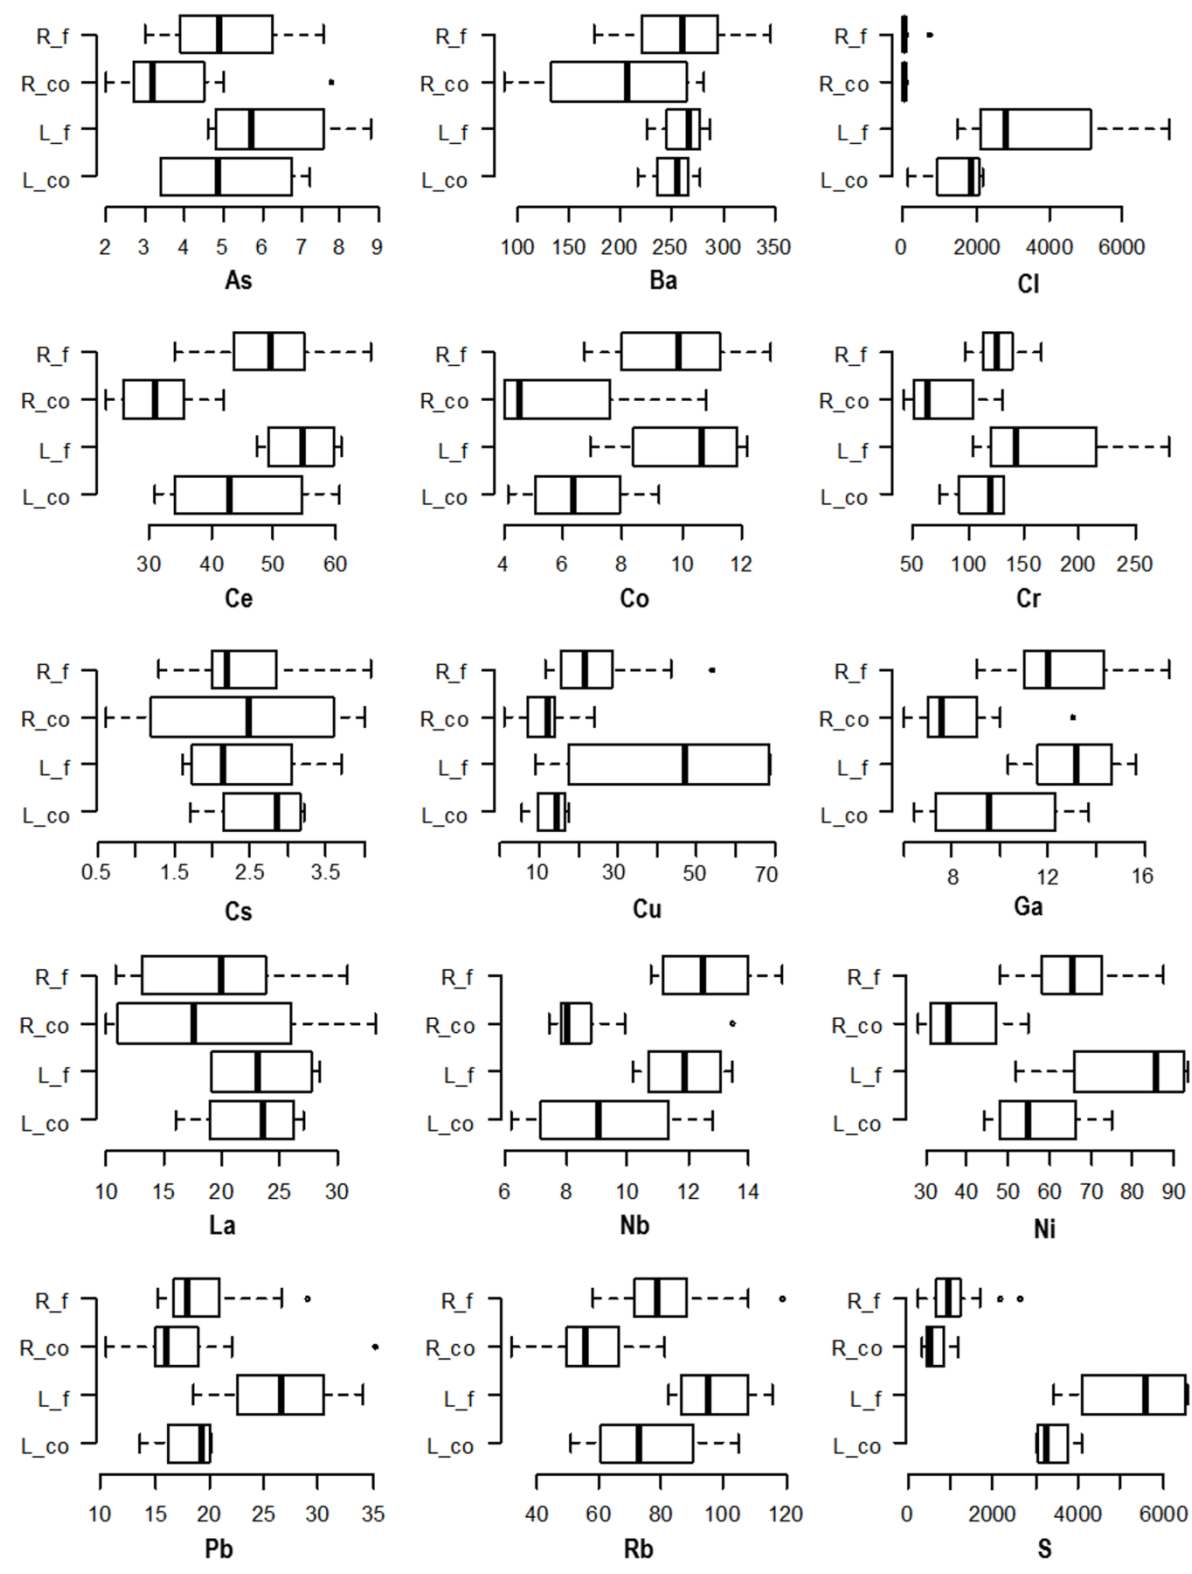 R_f
R_co
L_f
L_co
2 3 4 5 6 7 8 9
As
R_f
R_co
L_f
L_co
100 150 200 250 300 350
Ba
R_f
R_co
L_f
L_co
0 2000 4000 6000
Cl
R_f
R_co
L_f
L_co
30 40 50 60
Ce
R_f
R_co
L_f
L_co
4 6 8 10 12
Co
R_f
R_co
L_f
L_co
50 100 150 200 250
Cr
R_f
R_co
L_f
L_co
0.5 1.5 2.5 3.5
Cs
R_f
R_co
L_f
L_co
10 30 50 70
Cu
R_f
R_co
L_f
L_co
8 12 16
Ga
R_f
R_co
L_f
L_co
10 15 20 25 30
La
R_f
R_co
L_f
L_co
6 8 10 12 14
Nb
R_f
R_co
L_f
L_co
30 40 50 60 70 80 90
Ni
R_f
R_co
L_f
L_co
10 15 20 25 30 35
Pb
R_f
R_co
L_f
L_co
40 60 80 100 120
Rb
R_f
R_co
L_f
L_co
0 2000 4000 6000
S